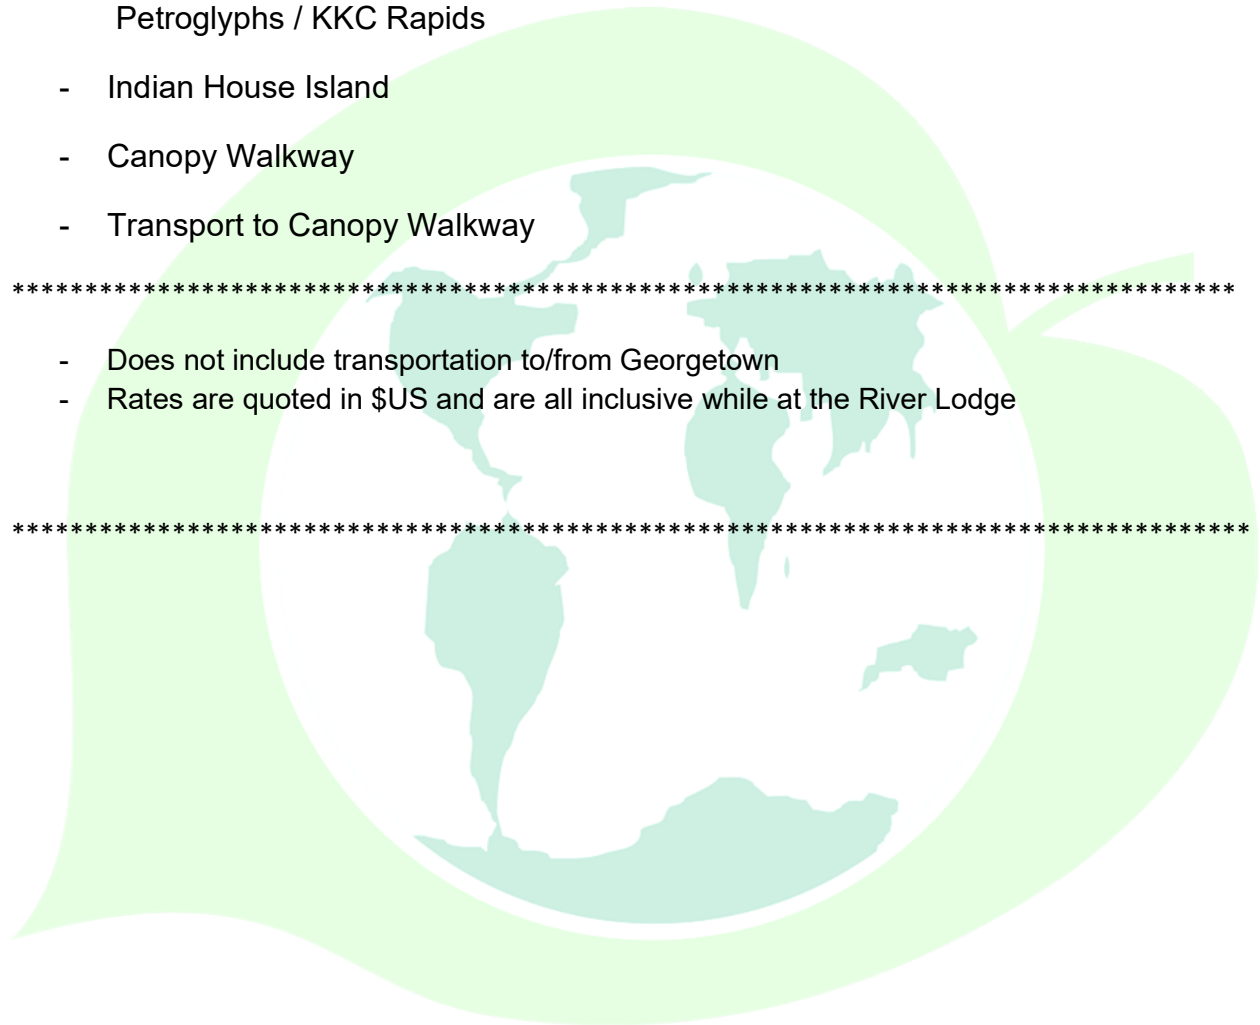 Petroglyphs / KKC Rapids
- Indian House Island
- Canopy Walkway
- Transport to Canopy Walkway
************************************************************************************
- Does not include transportation to/from Georgetown
- Rates are quoted in $US and are all inclusive while at the River Lodge
*************************************************************************************